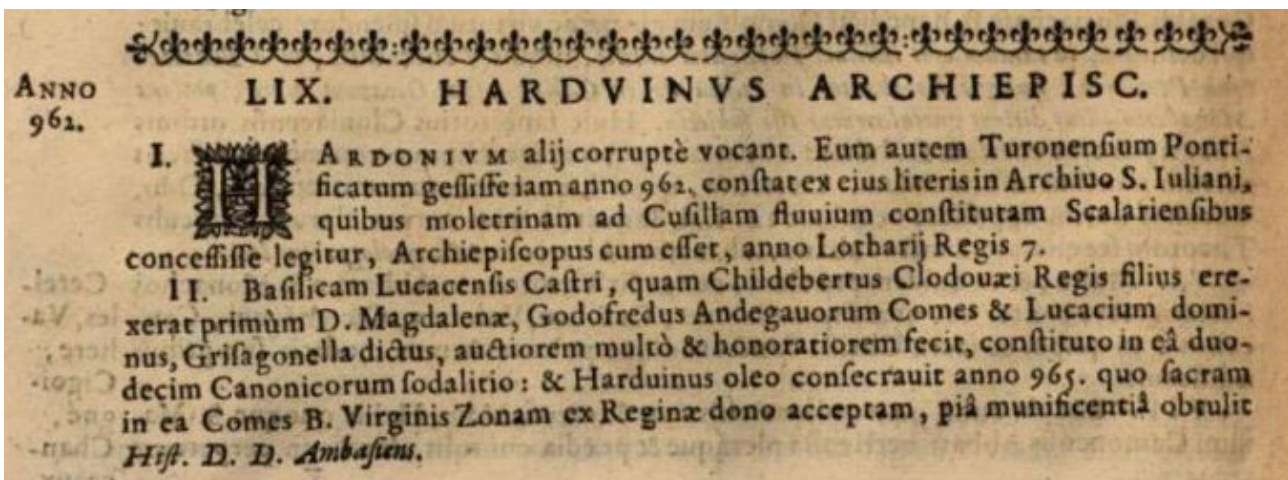 ANNO
962.
LIX. HARDVINVS ARCHIEPISC.
I. HARDONIVM alij corruptè vocant. Eum autem Turonensium Ponti-
ficatum gessisse iam anno 962. constat ex eius literis in Archiuo S. Iuliani,
quibus moletrinam ad Cusillam fluuium constitutam Scalariensibus
concessisse legitur, Archiepiscopus cum esset, anno Lotharij Regis 7.
II. Basilicam Lucacensis Castri, quam Childebertus Clodouæi Regis filius ere-
xerat primùm D. Magdalenæ, Godofredus Andegauorum Comes & Lucacium domi-
nus, Grisagonella dictus, auctiorem multò & honoratiorem fecit, constituto in eâ duo-
decim Canonicorum sodalitio: & Harduinus oleo consecrauit anno 965. quo sacram
in ea Comes B. Virginis Zonam ex Reginæ dono acceptam, piâ munificentiâ obtulit
Hist. D. D. Ambasiens.